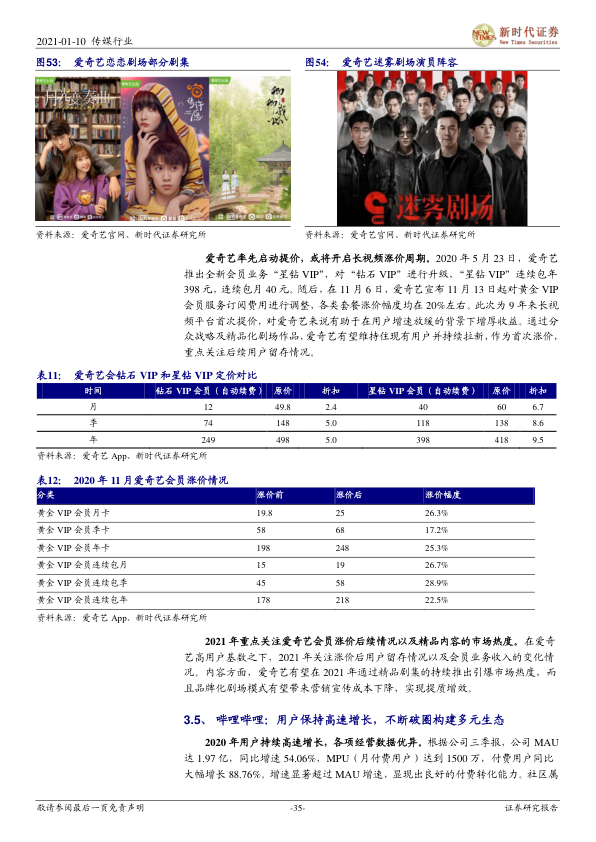 2021-01-10 传媒行业
新时代证券
New Times Securities
图53： 爱奇艺恋恋剧场部分剧集
图54： 爱奇艺迷雾剧场演员阵容
月光变奏曲
迷雾剧场
资料来源：爱奇艺官网、新时代证券研究所
资料来源：爱奇艺官网、新时代证券研究所
爱奇艺率先启动提价，或将开启长视频涨价周期。2020 年 5 月 23 日，爱奇艺
推出全新会员业务“星钻 VIP”，对“钻石 VIP”进行升级，“星钻 VIP”连续包年
398 元，连续包月 40 元。随后，在 11 月 6 日，爱奇艺宣布 11 月 13 日起对黄金 VIP
会员服务订阅费用进行调整，各类套餐涨价幅度均在 20%左右。此次为 9 年来长视
频平台首次提价，对爱奇艺来说有助于在用户增速放缓的背景下增厚收益。通过分
众战略及精品化剧场作品，爱奇艺有望维持住现有用户并持续拉新，作为首次涨价，
重点关注后续用户留存情况。
表11： 爱奇艺会钻石 VIP 和星钻 VIP 定价对比
时间 钻石 VIP 会员（自动续费） 原价 折扣 星钻 VIP 会员（自动续费） 原价 折扣
月 12 49.8 2.4 40 60 6.7
季 74 148 5.0 118 138 8.6
年 249 498 5.0 398 418 9.5
资料来源：爱奇艺 App、新时代证券研究所
表12： 2020 年 11 月爱奇艺会员涨价情况
分类 涨价前 涨价后 涨价幅度
黄金 VIP 会员月卡 19.8 25 26.3%
黄金 VIP 会员季卡 58 68 17.2%
黄金 VIP 会员年卡 198 248 25.3%
黄金 VIP 会员连续包月 15 19 26.7%
黄金 VIP 会员连续包季 45 58 28.9%
黄金 VIP 会员连续包年 178 218 22.5%
资料来源：爱奇艺 App、新时代证券研究所
2021 年重点关注爱奇艺会员涨价后续情况以及精品内容的市场热度。在爱奇
艺高用户基数之下，2021 年关注涨价后用户留存情况以及会员业务收入的变化情
况。内容方面，爱奇艺有望在 2021 年通过精品剧集的持续推出引爆市场热度，而
且品牌化剧场模式有望带来营销宣传成本下降，实现提质增效。
3.5、 哔哩哔哩：用户保持高速增长，不断破圈构建多元生态
2020 年用户持续高速增长，各项经营数据优异。根据公司三季报，公司 MAU
达 1.97 亿，同比增速 54.06%，MPU（月付费用户）达到 1500 万，付费用户同比
大幅增长 88.76%。增速显著超过 MAU 增速，显现出良好的付费转化能力。社区属
敬请参阅最后一页免责声明
-35-
证券研究报告